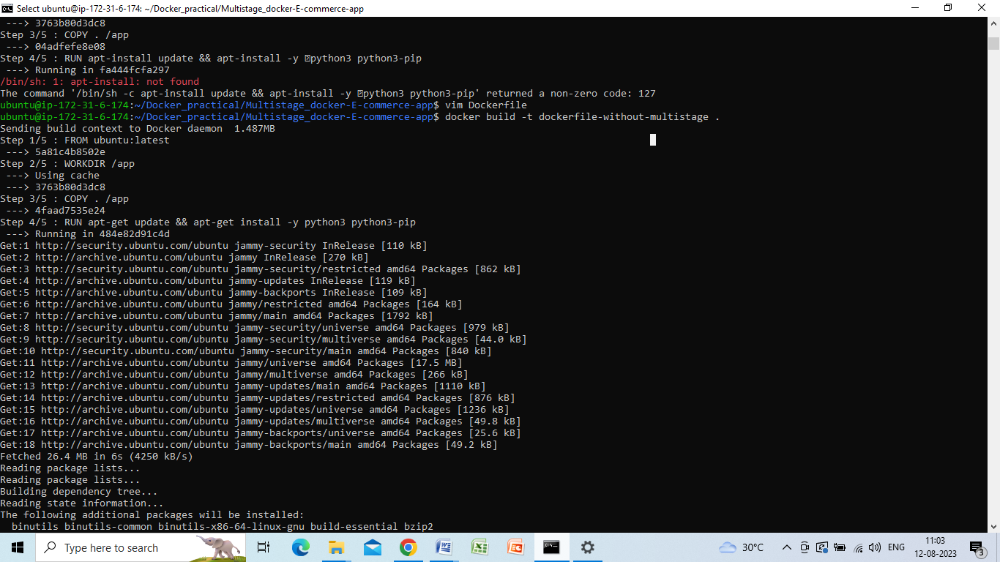 Select ubuntu@ip-172-31-6-174: ~/Docker_practical/Multistage_docker-E-commerce-app
---> 3763b80d3dc8
Step 3/5 : COPY . /app
---> 04adfefe8e08
Step 4/5 : RUN apt-install update && apt-install -y python3 python3-pip
---> Running in fa444fcfa297
/bin/sh: 1: apt-install: not found
The command '/bin/sh -c apt-install update && apt-install -y python3 python3-pip' returned a non-zero code: 127
ubuntu@ip-172-31-6-174:~/Docker_practical/Multistage_docker-E-commerce-app$ vim Dockerfile
ubuntu@ip-172-31-6-174:~/Docker_practical/Multistage_docker-E-commerce-app$ docker build -t dockerfile-without-multistage .
Sending build context to Docker daemon  1.487MB
Step 1/5 : FROM ubuntu:latest
---> 5a81c4b8502e
Step 2/5 : WORKDIR /app
---> Using cache
---> 3763b80d3dc8
Step 3/5 : COPY . /app
---> 4faad7535e24
Step 4/5 : RUN apt-get update && apt-get install -y python3 python3-pip
---> Running in 484e82d91c4d
Get:1 http://security.ubuntu.com/ubuntu jammy-security InRelease [110 kB]
Get:2 http://archive.ubuntu.com/ubuntu jammy InRelease [270 kB]
Get:3 http://security.ubuntu.com/ubuntu jammy-security/restricted amd64 Packages [862 kB]
Get:4 http://archive.ubuntu.com/ubuntu jammy-updates InRelease [119 kB]
Get:5 http://archive.ubuntu.com/ubuntu jammy-backports InRelease [109 kB]
Get:6 http://archive.ubuntu.com/ubuntu jammy/restricted amd64 Packages [164 kB]
Get:7 http://archive.ubuntu.com/ubuntu jammy/main amd64 Packages [1792 kB]
Get:8 http://security.ubuntu.com/ubuntu jammy-security/universe amd64 Packages [979 kB]
Get:9 http://security.ubuntu.com/ubuntu jammy-security/multiverse amd64 Packages [44.0 kB]
Get:10 http://security.ubuntu.com/ubuntu jammy-security/main amd64 Packages [840 kB]
Get:11 http://archive.ubuntu.com/ubuntu jammy/universe amd64 Packages [17.5 MB]
Get:12 http://archive.ubuntu.com/ubuntu jammy/multiverse amd64 Packages [266 kB]
Get:13 http://archive.ubuntu.com/ubuntu jammy-updates/main amd64 Packages [1110 kB]
Get:14 http://archive.ubuntu.com/ubuntu jammy-updates/restricted amd64 Packages [876 kB]
Get:15 http://archive.ubuntu.com/ubuntu jammy-updates/universe amd64 Packages [1236 kB]
Get:16 http://archive.ubuntu.com/ubuntu jammy-updates/multiverse amd64 Packages [49.8 kB]
Get:17 http://archive.ubuntu.com/ubuntu jammy-backports/universe amd64 Packages [25.6 kB]
Get:18 http://archive.ubuntu.com/ubuntu jammy-backports/main amd64 Packages [49.2 kB]
Fetched 26.4 MB in 6s (4250 kB/s)
Reading package lists...
Reading package lists...
Building dependency tree...
Reading state information...
The following additional packages will be installed:
binutils binutils-common binutils-x86-64-linux-gnu build-essential bzip2
Type here to search
30°C
ENG
11:03
12-08-2023
3